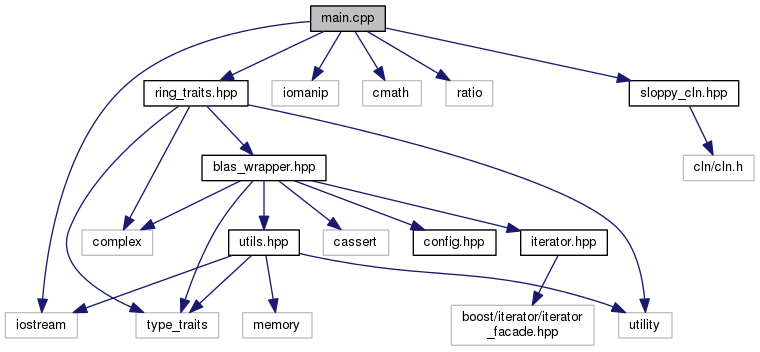 main.cpp
ring_traits.hpp
iomanip
cmath
ratio
sloppy_cln.hpp
blas_wrapper.hpp
cln/cln.h
complex
utils.hpp
cassert
config.hpp
iterator.hpp
iostream
type_traits
memory
boost/iterator/iterator
_facade.hpp
utility